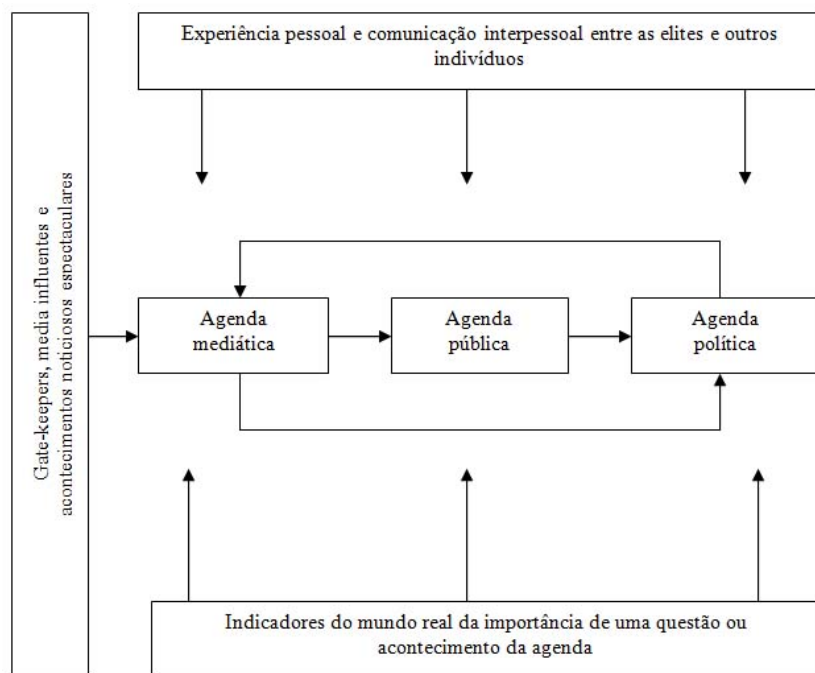 Experiência pessoal e comunicação interpessoal entre as elites e outros
indivíduos
Gate-keepers, media influentes e
acontecimentos noticiosos espectaculares
Agenda
mediática
Agenda
pública
Agenda
política
Indicadores do mundo real da importância de uma questão ou
acontecimento da agenda